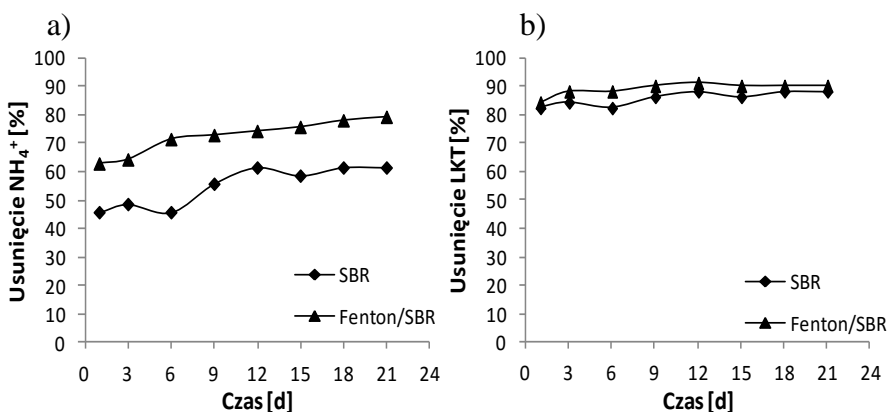 a)
Usunięcie NH₄⁺ [%]
100
90
80
70
60
50
40
30
20
10
0
SBR
Fenton/SBR
0 3 6 9 12 15 18 21 24
Czas [d]
b)
Usunięcie LKT [%]
100
90
80
70
60
50
40
30
20
10
0
SBR
Fenton/SBR
0 3 6 9 12 15 18 21 24
Czas [d]